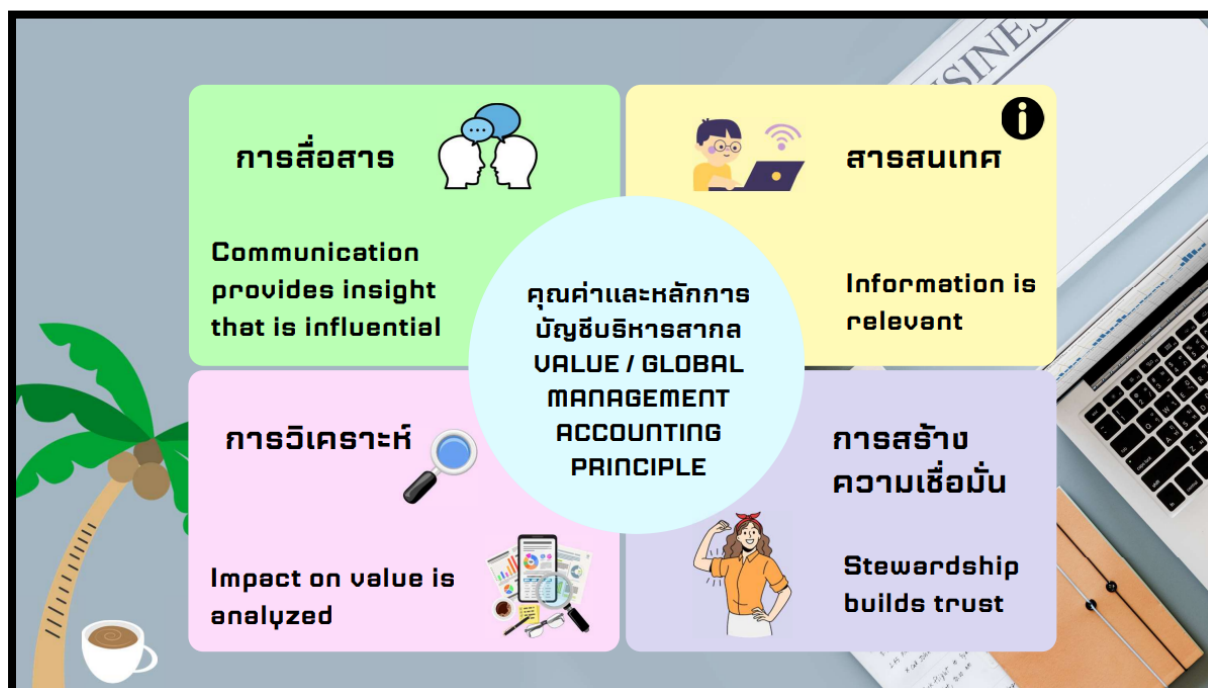 การสื่อสาร
Communication
provides insight
that is influential
สารสนเทศ
Information is
relevant
คุณค่าและหลักการ
บัญชีบริหารสากล
VALUE / GLOBAL
MANAGEMENT
ACCOUNTING
PRINCIPLE
การวิเคราะห์
Impact on value is
analyzed
การสร้าง
ความเชื่อมั่น
Stewardship
builds trust